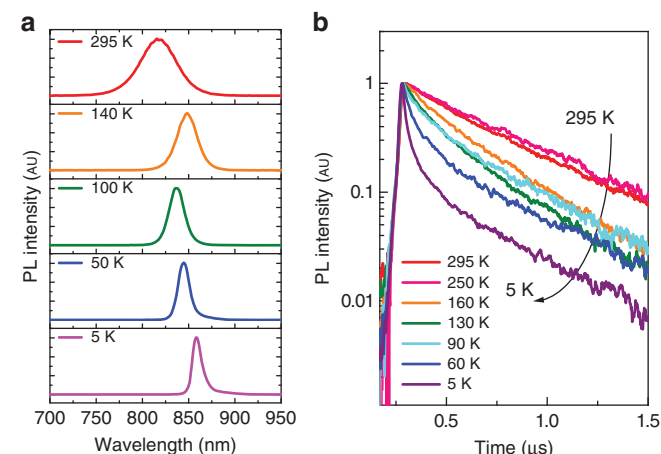 a
295 K
140 K
100 K
50 K
5 K
PL intensity (AU)
700 750 800 850 900 950
Wavelength (nm)
b
1
0.1
0.01
PL intensity (AU)
295 K
5 K
295 K
250 K
160 K
130 K
90 K
60 K
5 K
0.5 1.0 1.5
Time (µs)